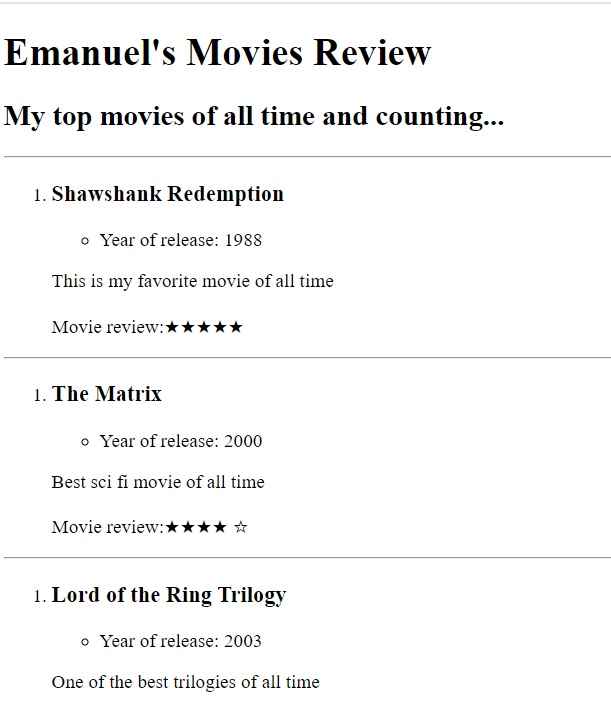 Emanuel's Movies Review
My top movies of all time and counting...
1. Shawshank Redemption
Year of release: 1988
This is my favorite movie of all time
Movie review:★★★★★
1. The Matrix
Year of release: 2000
Best sci fi movie of all time
Movie review:★★★★ ☆
1. Lord of the Ring Trilogy
Year of release: 2003
One of the best trilogies of all time